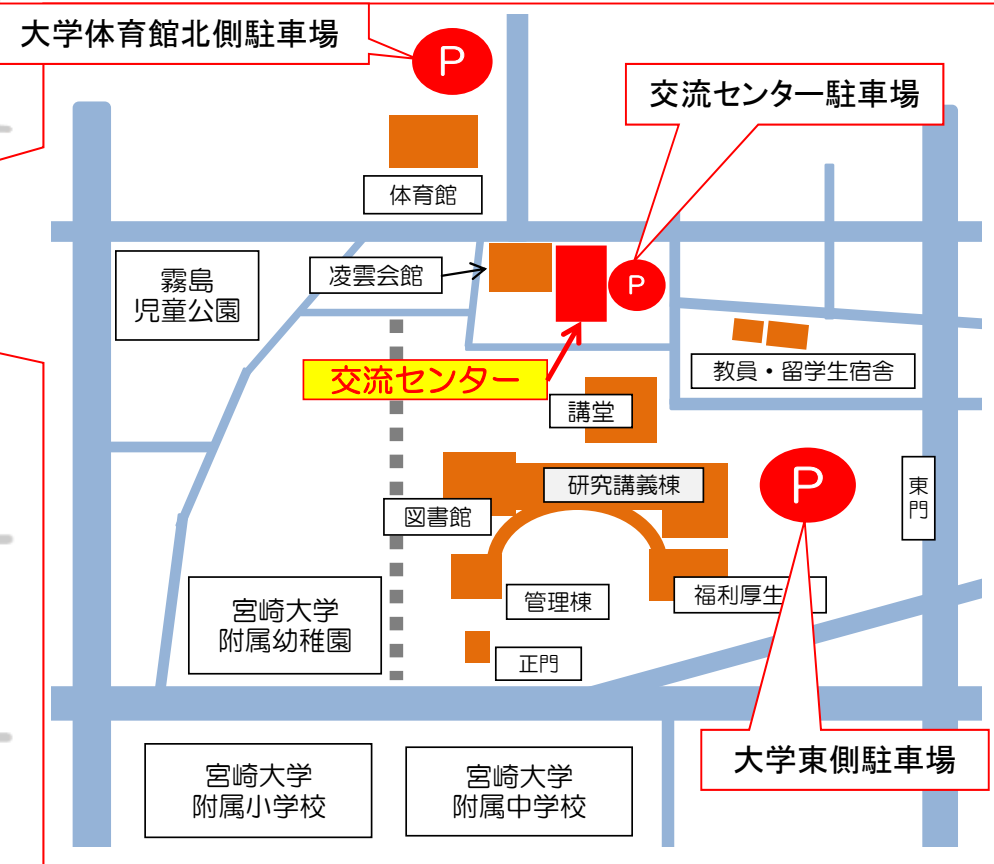 大学体育館北側駐車場
P
交流センター駐車場
体育館
霧島
児童公園
凌雲会館
P
交流センター
教員・留学生宿舎
講堂
研究講義棟
P
東門
図書館
宮崎大学
附属幼稚園
管理棟
福利厚生
正門
大学東側駐車場
宮崎大学
附属小学校
宮崎大学
附属中学校